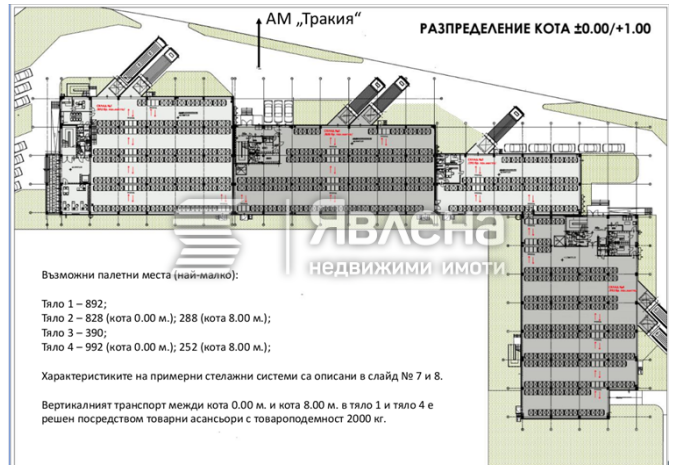 АМ „Тракия“
РАЗПРЕДЕЛЕНИЕ КОТА ±0.00/+1.00
Явлена
недвижими имоти
Възможни палетни места (най-малко):
Тяло 1 – 892;
Тяло 2 – 828 (кота 0.00 м.); 288 (кота 8.00 м.);
Тяло 3 – 390;
Тяло 4 – 992 (кота 0.00 м.); 252 (кота 8.00 м.);
Характеристиките на примерни стелажни системи са описани в слайд № 7 и 8.
Вертикалният транспорт между кота 0.00 м. и кота 8.00 м. в тяло 1 и тяло 4 е
решен посредством товарни асансьори с товароподемност 2000 кг.